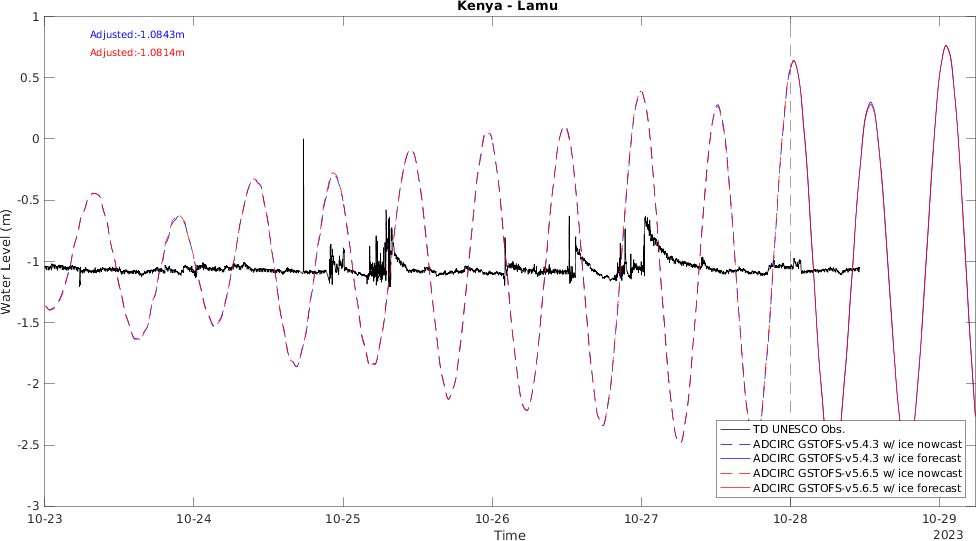 Kenya - Lamu
Adjusted:-1.0843m
Adjusted:-1.0814m
1
0.5
0
-0.5
-1
-1.5
-2
-2.5
-3
Water Level (m)
TD UNESCO Obs.
ADCIRC GSTOFS-v5.4.3 w/ ice nowcast
ADCIRC GSTOFS-v5.4.3 w/ ice forecast
ADCIRC GSTOFS-v5.6.5 w/ ice nowcast
ADCIRC GSTOFS-v5.6.5 w/ ice forecast
10-23 10-24 10-25 10-26 10-27 10-28 10-29
2023
Time